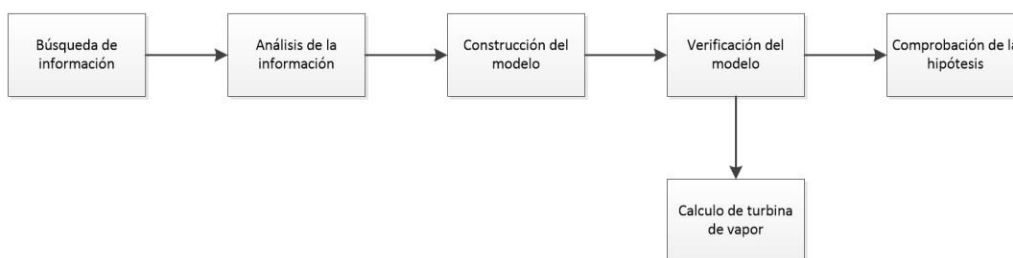 Búsqueda de
información
Análisis de la
información
Construcción del
modelo
Verificación del
modelo
Comprobación de la
hipótesis
Calculo de turbina
de vapor